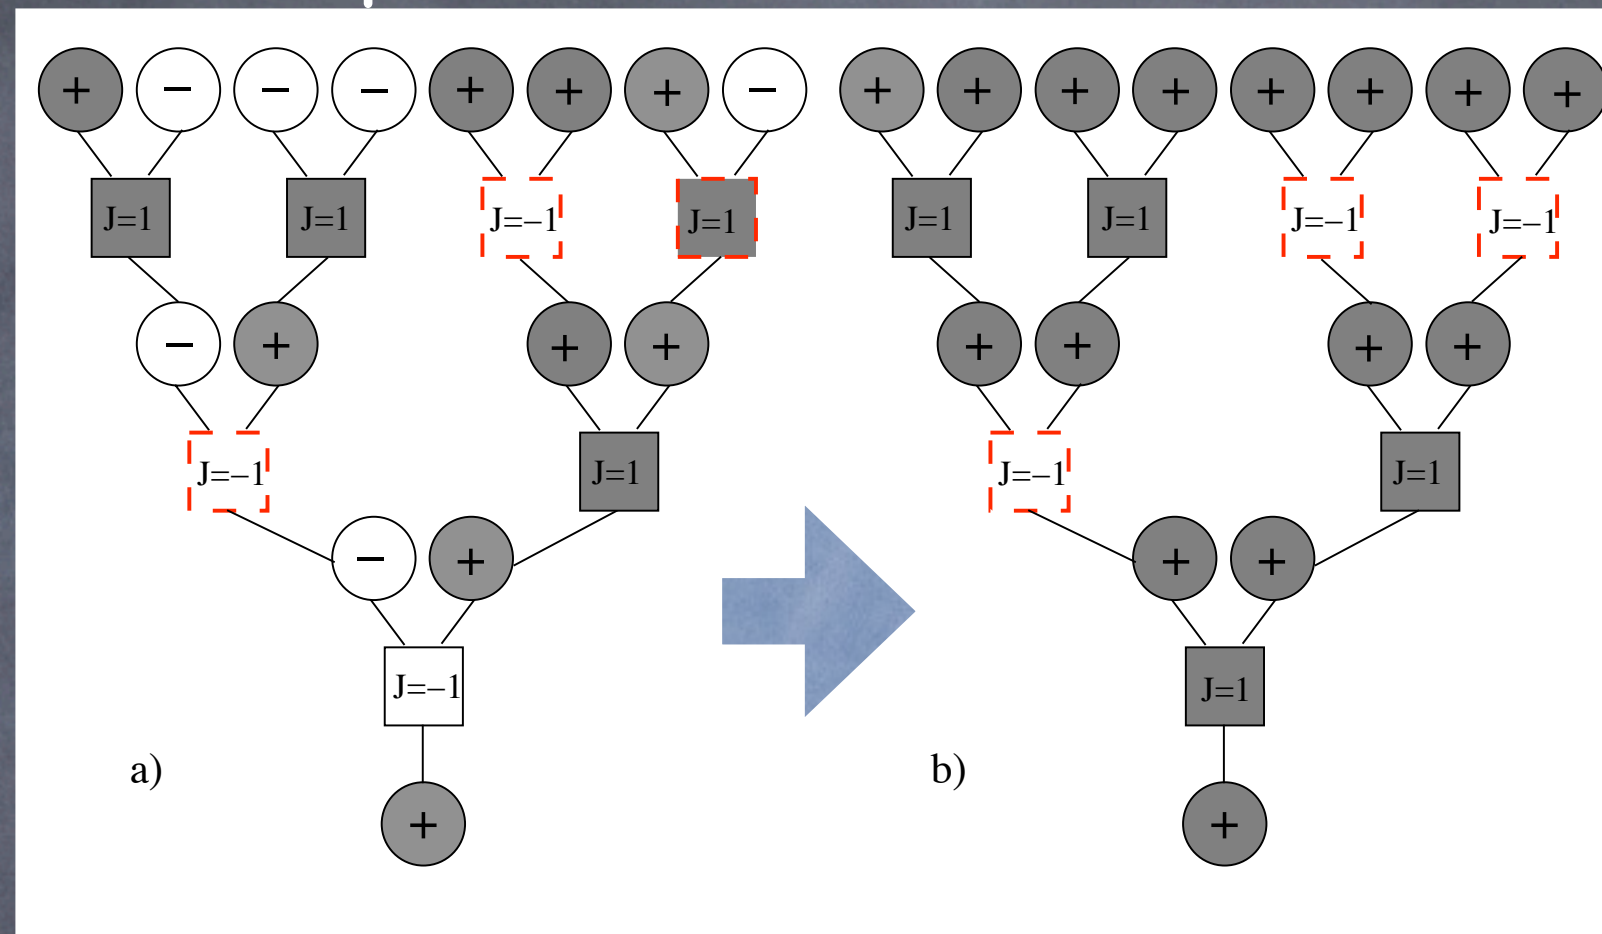 + − − − + + + − + + + + + + + +
J=1 J=1 J=−1 J=1 J=1 J=1 J=−1 J=−1
− + + + + + + +
J=−1 J=1 J=−1 J=1
− + + +
J=−1 J=1
a) b)
+ +